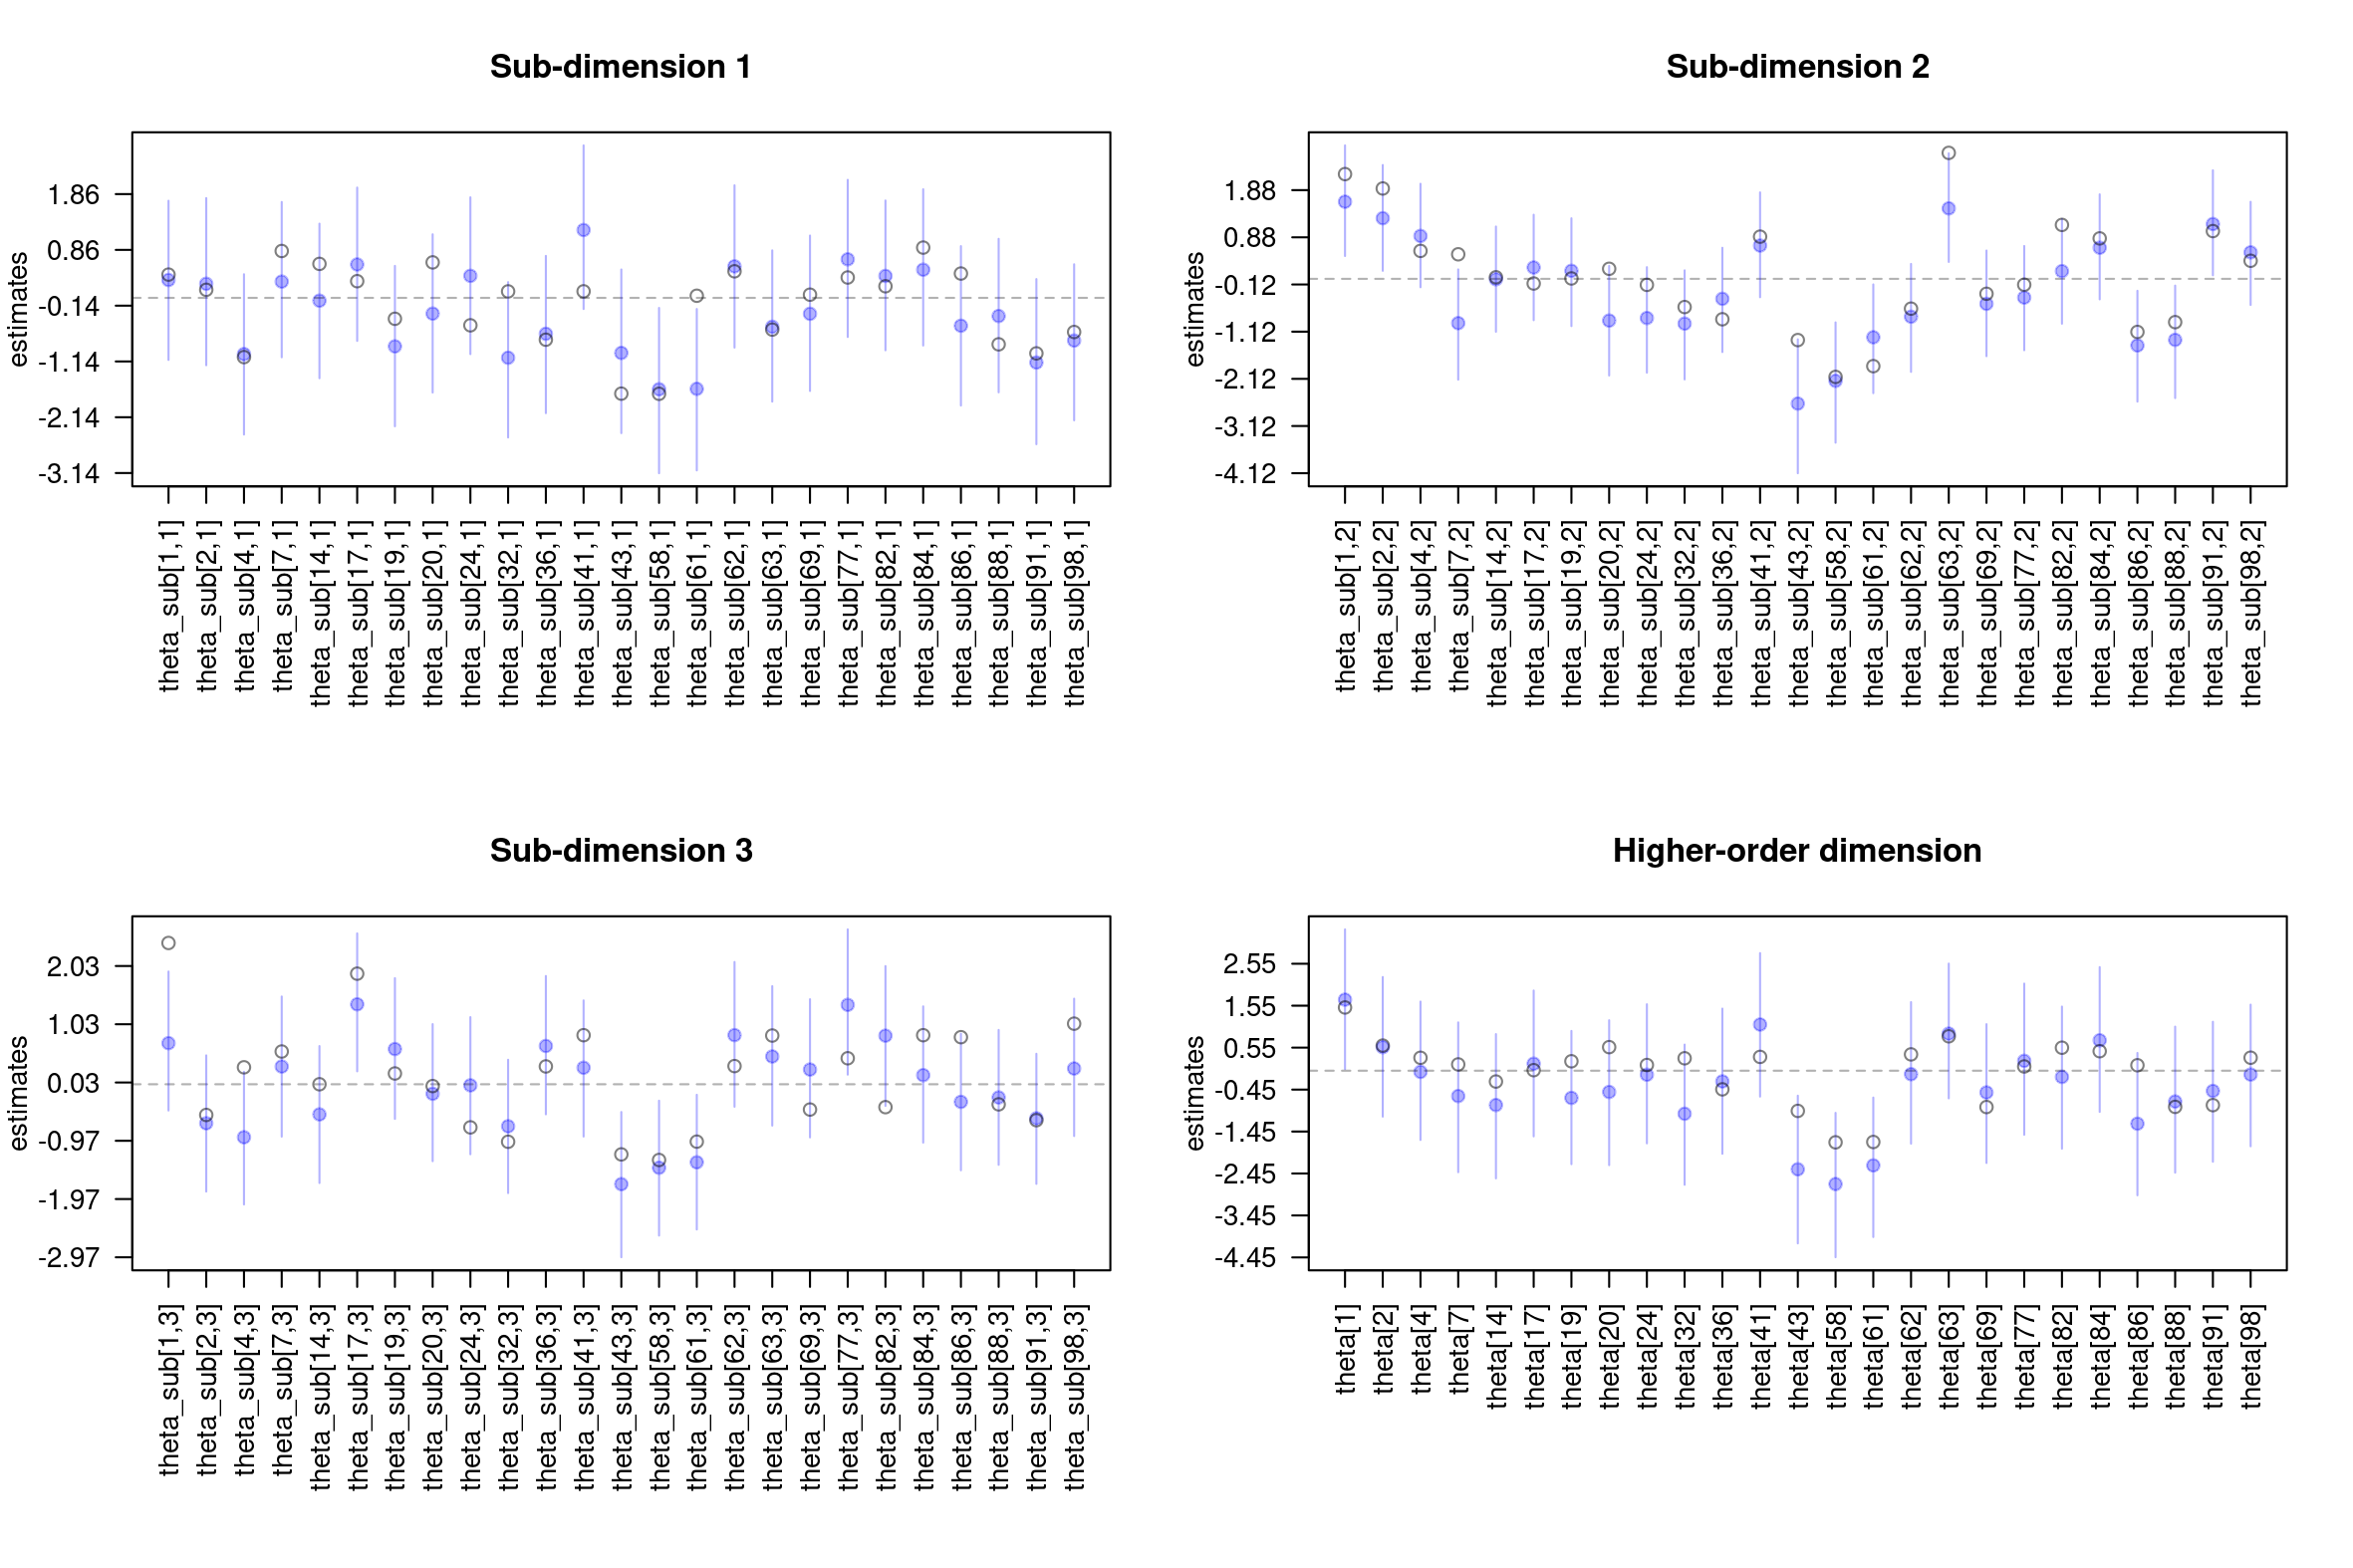 Sub-dimension 1
estimates
1.86
0.86
-0.14
-1.14
-2.14
-3.14
theta_sub[1,1]
theta_sub[2,1]
theta_sub[4,1]
theta_sub[7,1]
theta_sub[14,1]
theta_sub[17,1]
theta_sub[19,1]
theta_sub[20,1]
theta_sub[24,1]
theta_sub[32,1]
theta_sub[36,1]
theta_sub[41,1]
theta_sub[43,1]
theta_sub[58,1]
theta_sub[61,1]
theta_sub[62,1]
theta_sub[63,1]
theta_sub[69,1]
theta_sub[77,1]
theta_sub[82,1]
theta_sub[84,1]
theta_sub[86,1]
theta_sub[88,1]
theta_sub[91,1]
theta_sub[98,1]
Sub-dimension 2
estimates
1.88
0.88
-0.12
-1.12
-2.12
-3.12
-4.12
theta_sub[1,2]
theta_sub[2,2]
theta_sub[4,2]
theta_sub[7,2]
theta_sub[14,2]
theta_sub[17,2]
theta_sub[19,2]
theta_sub[20,2]
theta_sub[24,2]
theta_sub[32,2]
theta_sub[36,2]
theta_sub[41,2]
theta_sub[43,2]
theta_sub[58,2]
theta_sub[61,2]
theta_sub[62,2]
theta_sub[63,2]
theta_sub[69,2]
theta_sub[77,2]
theta_sub[82,2]
theta_sub[84,2]
theta_sub[86,2]
theta_sub[88,2]
theta_sub[91,2]
theta_sub[98,2]
Sub-dimension 3
estimates
2.03
1.03
0.03
-0.97
-1.97
-2.97
theta_sub[1,3]
theta_sub[2,3]
theta_sub[4,3]
theta_sub[7,3]
theta_sub[14,3]
theta_sub[17,3]
theta_sub[19,3]
theta_sub[20,3]
theta_sub[24,3]
theta_sub[32,3]
theta_sub[36,3]
theta_sub[41,3]
theta_sub[43,3]
theta_sub[58,3]
theta_sub[61,3]
theta_sub[62,3]
theta_sub[63,3]
theta_sub[69,3]
theta_sub[77,3]
theta_sub[82,3]
theta_sub[84,3]
theta_sub[86,3]
theta_sub[88,3]
theta_sub[91,3]
theta_sub[98,3]
Higher-order dimension
estimates
2.55
1.55
0.55
-0.45
-1.45
-2.45
-3.45
-4.45
theta[1]
theta[2]
theta[4]
theta[7]
theta[14]
theta[17]
theta[19]
theta[20]
theta[24]
theta[32]
theta[36]
theta[41]
theta[43]
theta[58]
theta[61]
theta[62]
theta[63]
theta[69]
theta[77]
theta[82]
theta[84]
theta[86]
theta[88]
theta[91]
theta[98]